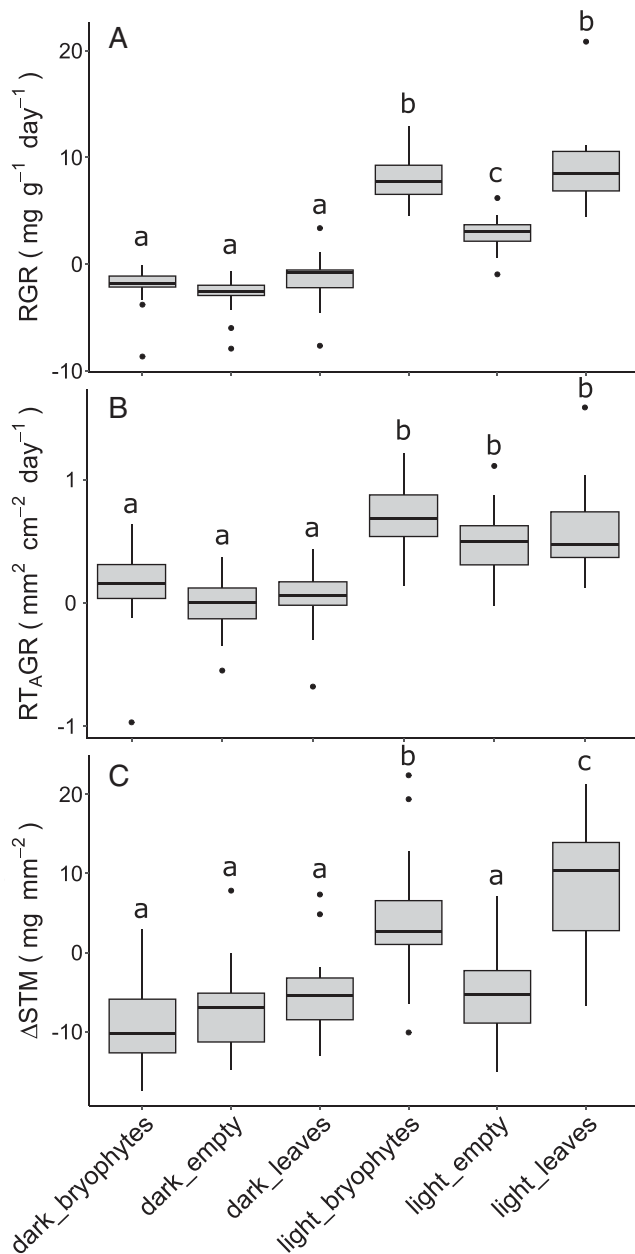 A
RGR ( mg g⁻¹ day⁻¹ )
20
10
0
-10
a
a
a
b
c
b
B
RT_AGR ( mm² cm⁻² day⁻¹ )
1
0
-1
a
a
a
b
b
b
C
ΔSTM ( mg mm⁻² )
20
10
0
-10
a
a
a
b
a
c
dark_bryophytes
dark_empty
dark_leaves
light_bryophytes
light_empty
light_leaves